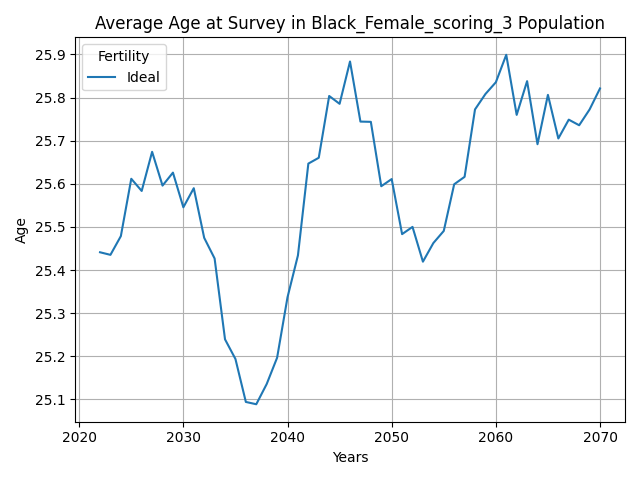 Average Age at Survey in Black_Female_scoring_3 Population
Fertility
Ideal
25.9
25.8
25.7
25.6
25.5
25.4
25.3
25.2
25.1
Age
2020 2030 2040 2050 2060 2070
Years